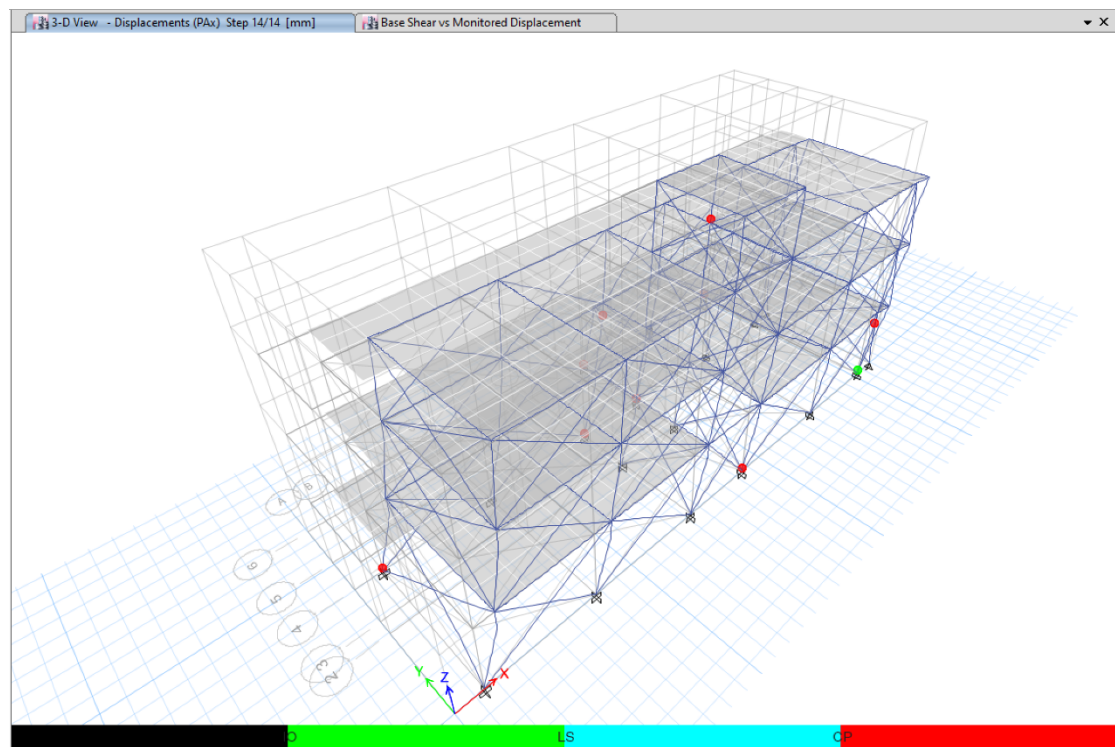 3-D View - Displacements (PAx) Step 14/14 [mm]
Base Shear vs Monitored Displacement
A
B
6
5
4
3
2
Y
Z
X
IO
LS
CP